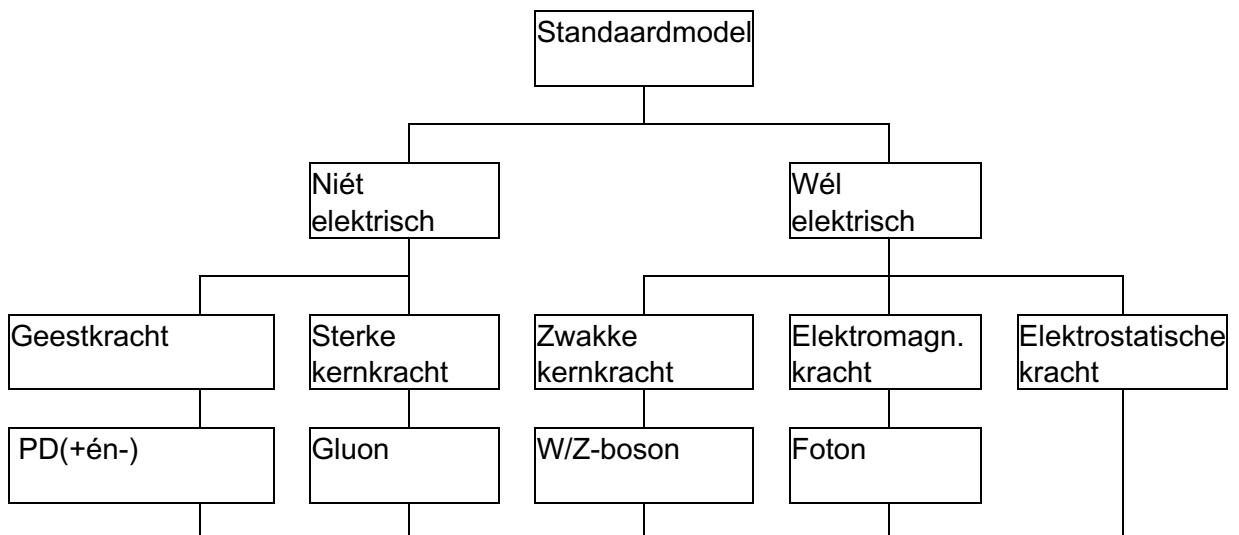 Standaardmodel
Niét
elektrisch
Wél
elektrisch
Geestkracht
Sterke
kernkracht
Zwakke
kernkracht
Elektromagn.
kracht
Elektrostatische
kracht
PD(+én-)
Gluon
W/Z-boson
Foton